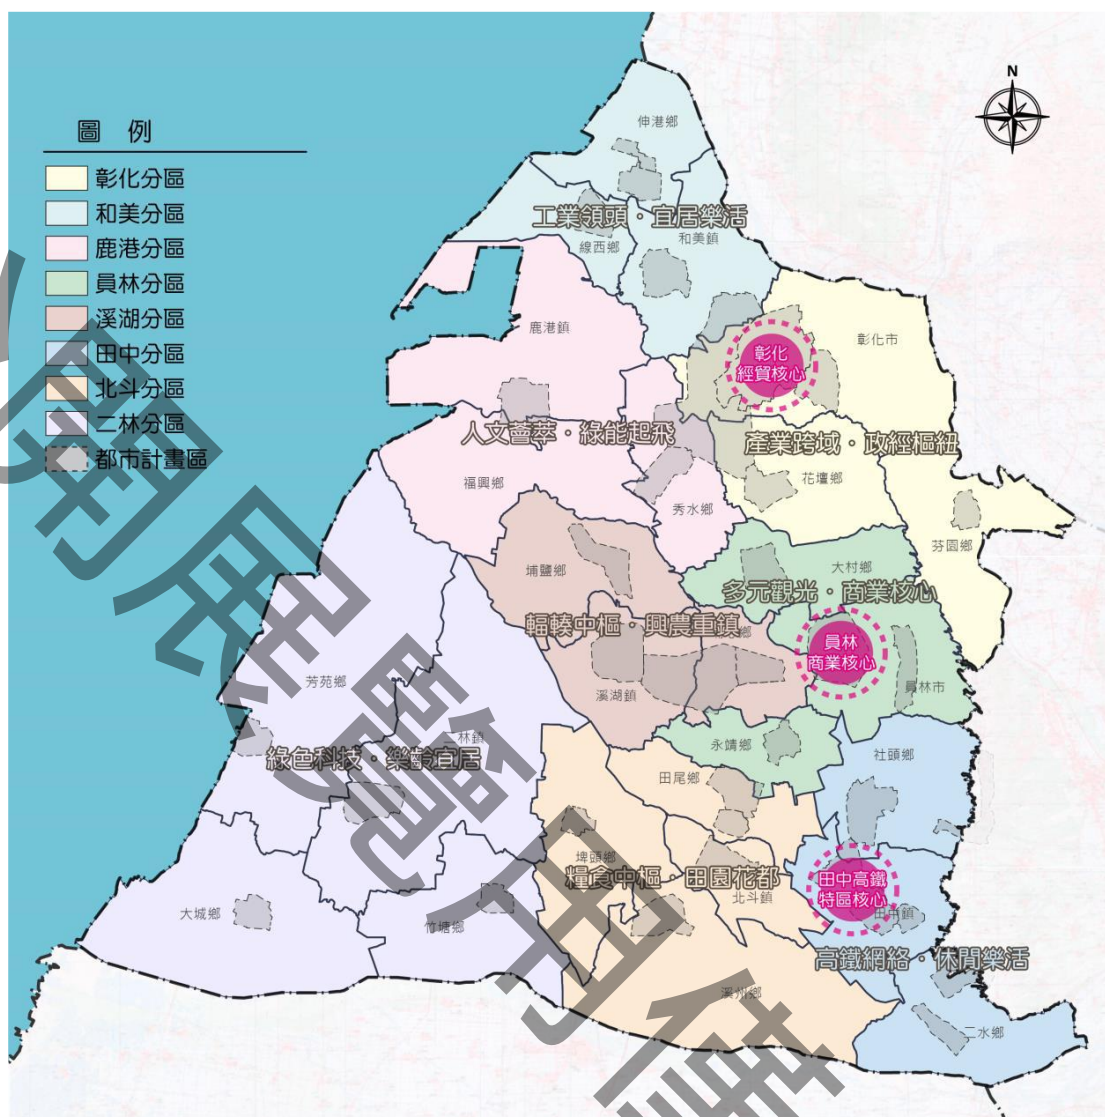 N
圖 例
彰化分區
和美分區
鹿港分區
員林分區
溪湖分區
田中分區
北斗分區
二林分區
都市計畫區
伸港鄉
工業領頭・宜居樂活
線西鄉
和美鎮
鹿港鎮
彰化市
彰化
經貿核心
人文薈萃・綠能起飛
產業跨域・政經樞紐
福興鄉
秀水鄉
花壇鄉
芬園鄉
埔鹽鄉
大村鄉
多元觀光・商業核心
輻輳中樞・興農重鎮
鄉
員林
商業核心
芳苑鄉
溪湖鎮
員林市
二林鎮
綠色科技・樂齡宜居
永靖鄉
社頭鄉
田尾鄉
埤頭鄉
糧食中樞・田園花都
北斗鎮
田中高鐵
特區核心
田中鎮
大城鄉
竹塘鄉
高鐵網絡・休閒樂活
溪州鄉
二水鄉
開展覽用